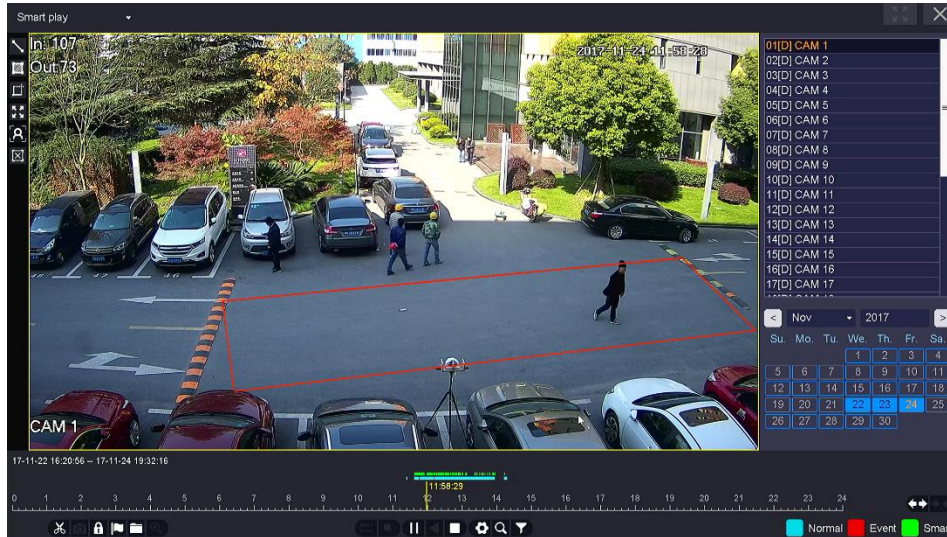 Smart play
In: 107
Out:73
2017-11-24 11-58-28
CAM 1
01[D] CAM 1
02[D] CAM 2
03[D] CAM 3
04[D] CAM 4
05[D] CAM 5
06[D] CAM 6
07[D] CAM 7
08[D] CAM 8
09[D] CAM 9
10[D] CAM 10
11[D] CAM 11
12[D] CAM 12
13[D] CAM 13
14[D] CAM 14
15[D] CAM 15
16[D] CAM 16
17[D] CAM 17
< Nov 2017 >
Su. Mo. Tu. We. Th. Fr. Sa.
1 2 3 4
5 6 7 8 9 10 11
12 13 14 15 16 17 18
19 20 21 22 23 24 25
26 27 28 29 30
17-11-22 16:20:56 -- 17-11-24 19:32:16
11:58:29
0 1 2 3 4 5 6 7 8 9 10 11 12 13 14 15 16 17 18 19 20 21 22 23 24
Normal Event Smar